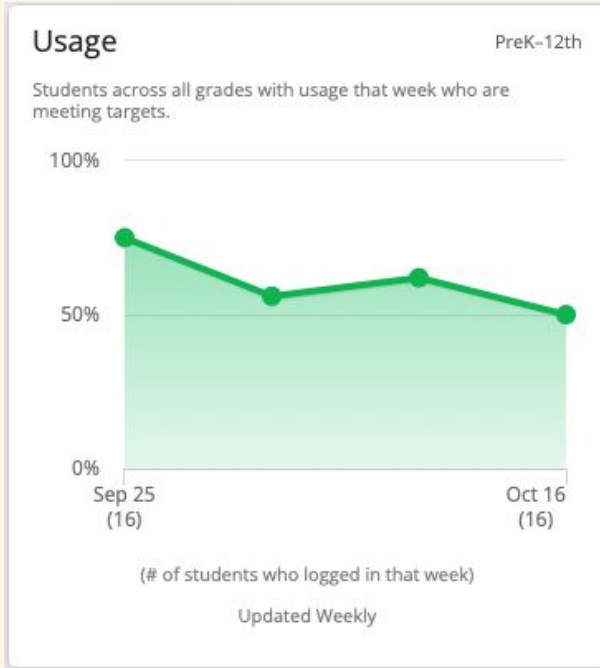 Usage
PreK–12th
Students across all grades with usage that week who are
meeting targets.
100%
50%
0%
Sep 25
(16)
Oct 16
(16)
(# of students who logged in that week)
Updated Weekly